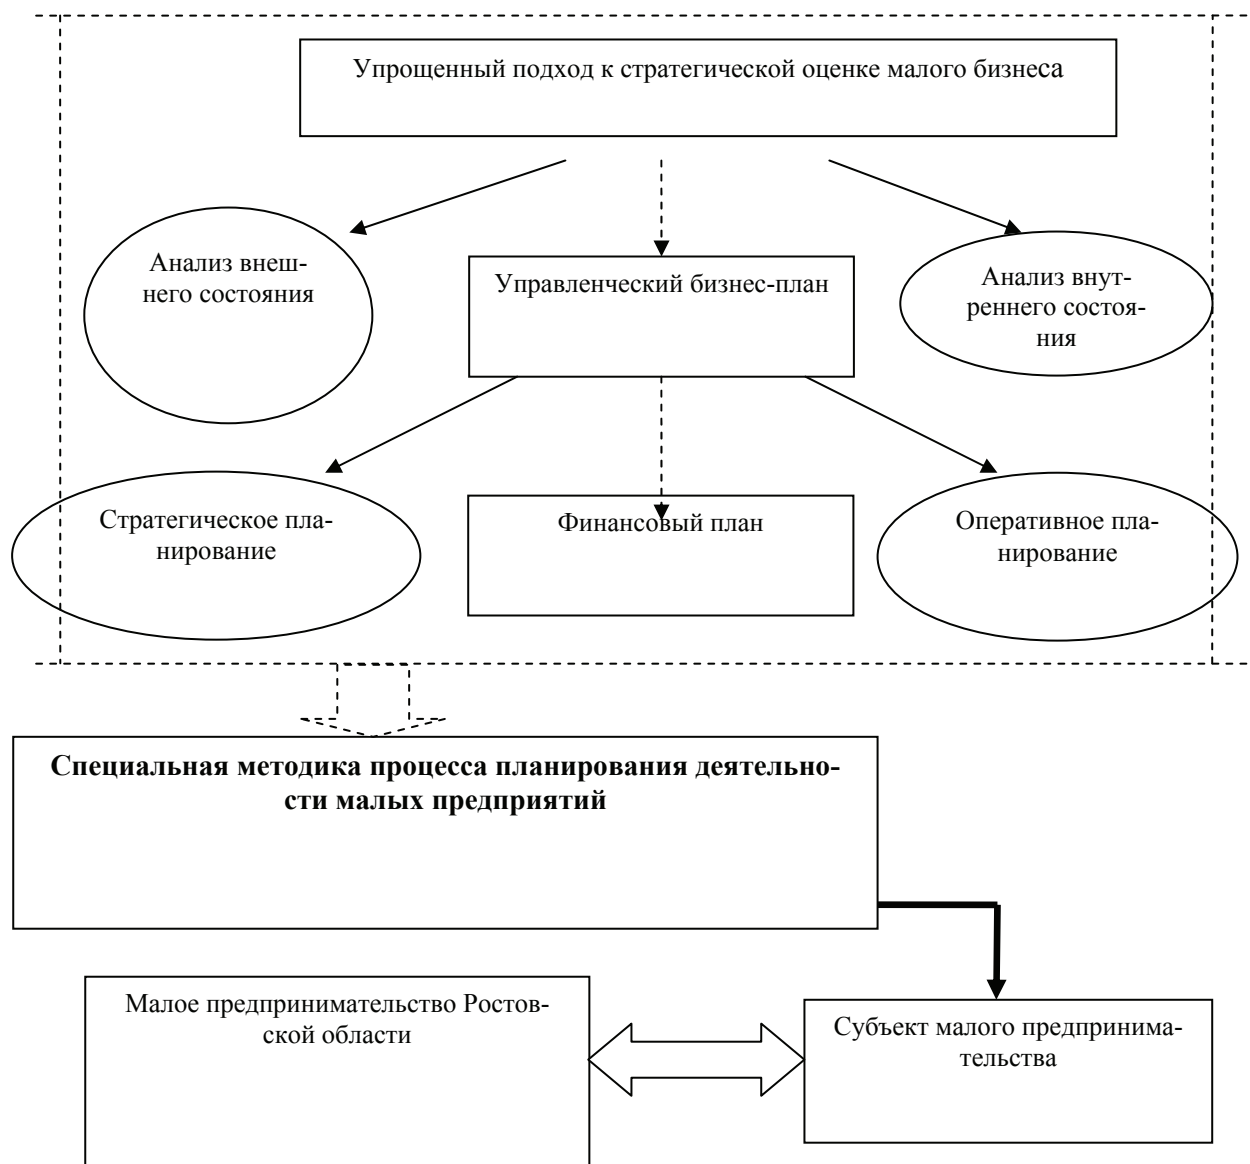 Упрощенный подход к стратегической оценке малого бизнеса
Анализ внеш-
него состояния
Управленческий бизнес-план
Анализ внут-
реннего состоя-
ния
Стратегическое пла-
нирование
Финансовый план
Оперативное пла-
нирование
Специальная методика процесса планирования деятельно-
сти малых предприятий
Малое предпринимательство Ростов-
ской области
Субъект малого предпринима-
тельства